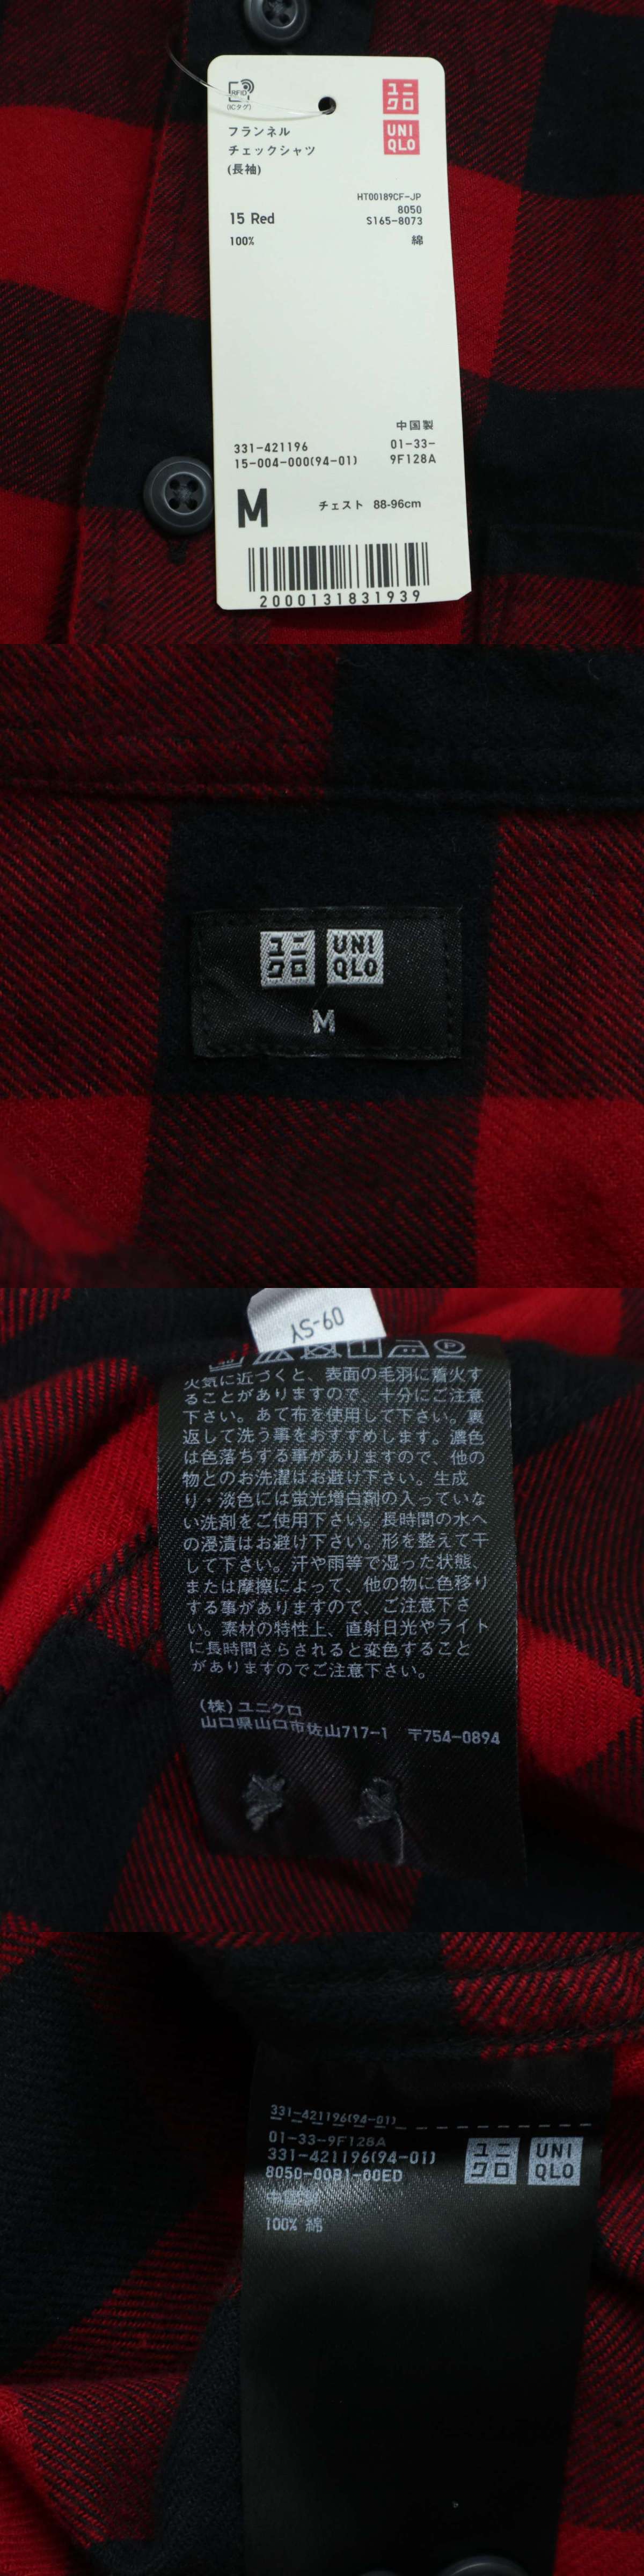 RFID
(ICタグ)
ユニ
クロ
UNI
QLO
フランネル
チェックシャツ
(長袖)
HT00189CF-JP
8050
15 Red
S165-8073
100%
綿
中国製
331-421196
01-33-
15-004-000(94-01)
9F128A
M
チェスト 88-96cm
2000131831939
ユニ
クロ
UNI
QLO
M
09-SY
火気に近づくと、表面の毛羽に着火す
ることがありますので、十分にご注意
下さい。あて布を使用して下さい。裏
返して洗う事をおすすめします。濃色
は色落ちする事がありますので、他の
物とのお洗濯はお避け下さい。生成
り・淡色には蛍光増白剤の入っていな
い洗剤をご使用下さい。長時間の水へ
の浸漬はお避け下さい。形を整えて干
して下さい。汗や雨等で湿った状態、
または摩擦によって、他の物に色移り
する事がありますので、ご注意下さ
い。素材の特性上、直射日光やライト
に長時間さらされると変色すること
がありますのでご注意下さい。
(株)ユニクロ
山口県山口市佐山717-1 〒754-0894
331-421196(94-01)
01-33-9F128A
331-421196(94-01)
8050-00B1-00ED
中国製
100% 綿
ユニ
クロ
UNI
QLO